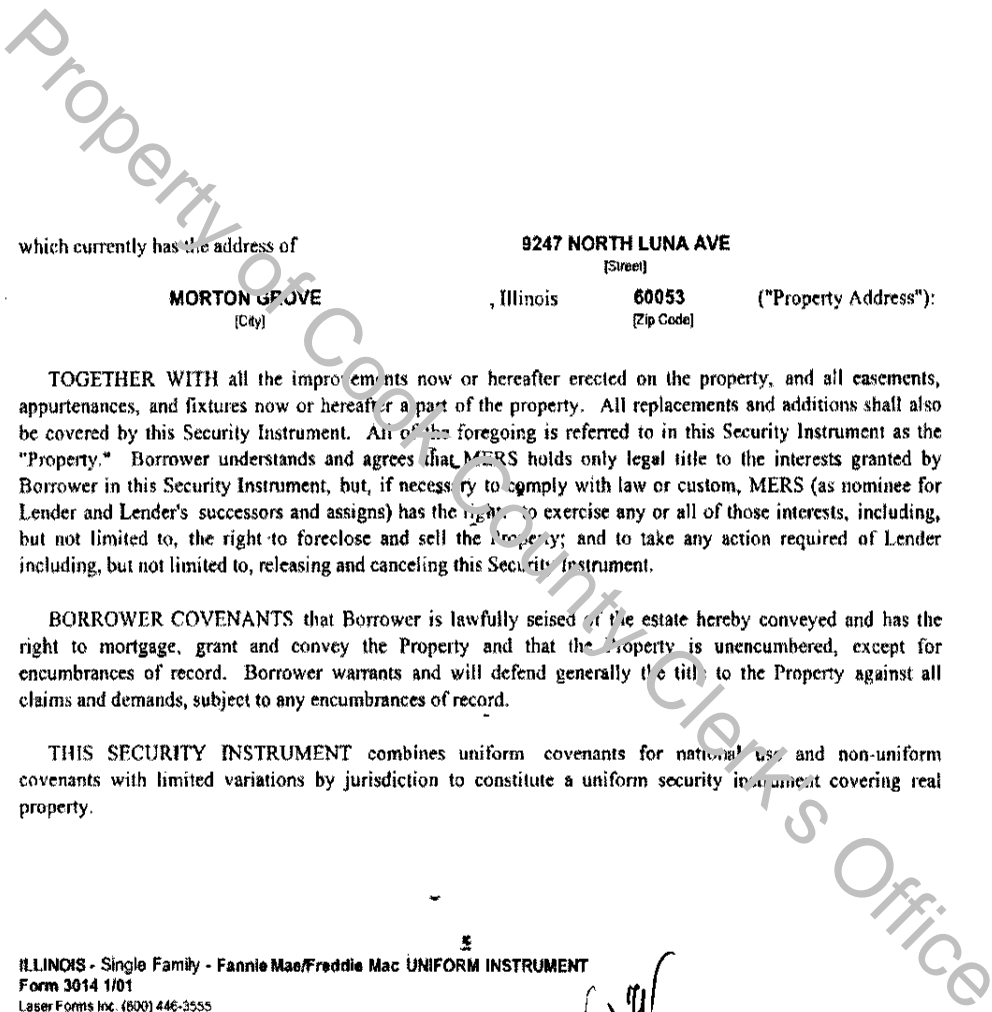 Property of Cook County Clerk's Office
which currently has the address of 9247 NORTH LUNA AVE
[Street]
MORTON GROVE , Illinois 60053 ("Property Address"):
[City] [Zip Code]
TOGETHER WITH all the improvements now or hereafter erected on the property, and all easements,
appurtenances, and fixtures now or hereafter a part of the property. All replacements and additions shall also
be covered by this Security Instrument. All of the foregoing is referred to in this Security Instrument as the
"Property." Borrower understands and agrees that MERS holds only legal title to the interests granted by
Borrower in this Security Instrument, but, if necessary to comply with law or custom, MERS (as nominee for
Lender and Lender's successors and assigns) has the right to exercise any or all of those interests, including,
but not limited to, the right to foreclose and sell the Property; and to take any action required of Lender
including, but not limited to, releasing and canceling this Security Instrument.
BORROWER COVENANTS that Borrower is lawfully seised of the estate hereby conveyed and has the
right to mortgage, grant and convey the Property and that the Property is unencumbered, except for
encumbrances of record. Borrower warrants and will defend generally the title to the Property against all
claims and demands, subject to any encumbrances of record.
THIS SECURITY INSTRUMENT combines uniform covenants for national use and non-uniform
covenants with limited variations by jurisdiction to constitute a uniform security instrument covering real
property.
ILLINOIS - Single Family - Fannie Mae/Freddie Mac UNIFORM INSTRUMENT
Form 3014 1/01
Laser Forms Inc. (800) 446-3555